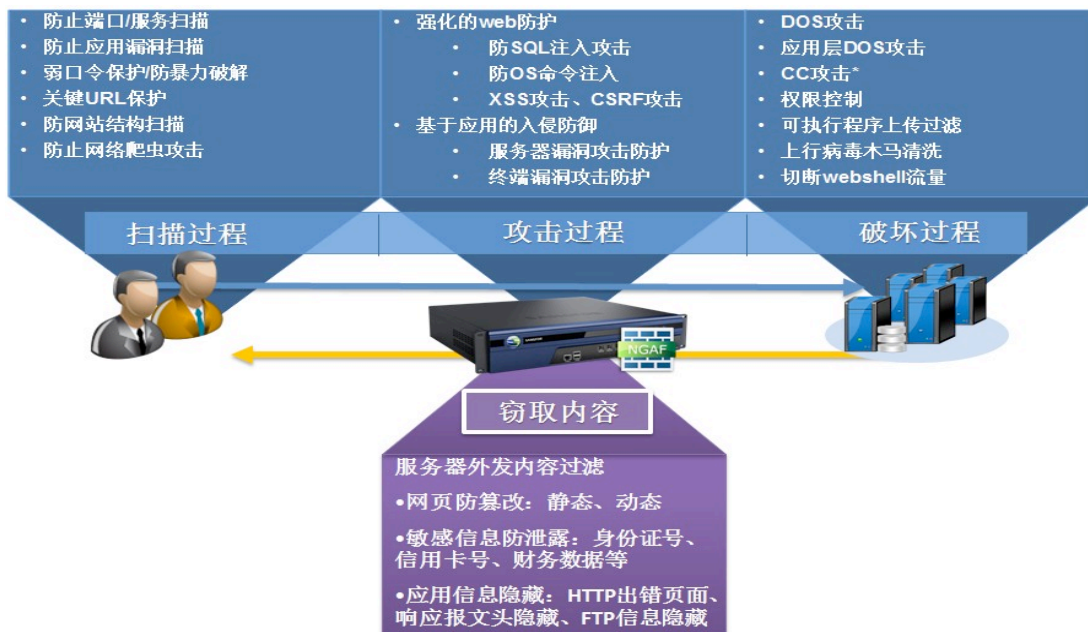 • 防止端口/服务扫描
• 防止应用漏洞扫描
• 弱口令保护/防暴力破解
• 关键URL保护
• 防网站结构扫描
• 防止网络爬虫攻击
• 强化的web防护
• 防SQL注入攻击
• 防OS命令注入
• XSS攻击、CSRF攻击
• 基于应用的入侵防御
• 服务器漏洞攻击防护
• 终端漏洞攻击防护
• DOS攻击
• 应用层DOS攻击
• CC攻击*
• 权限控制
• 可执行程序上传过滤
• 上行病毒木马清洗
• 切断webshell流量
扫描过程
攻击过程
破坏过程
NGAF
窃取内容
服务器外发内容过滤
•网页防篡改：静态、动态
•敏感信息防泄露：身份证号、
信用卡号、财务数据等
•应用信息隐藏：HTTP出错页面、
响应报文头隐藏、FTP信息隐藏